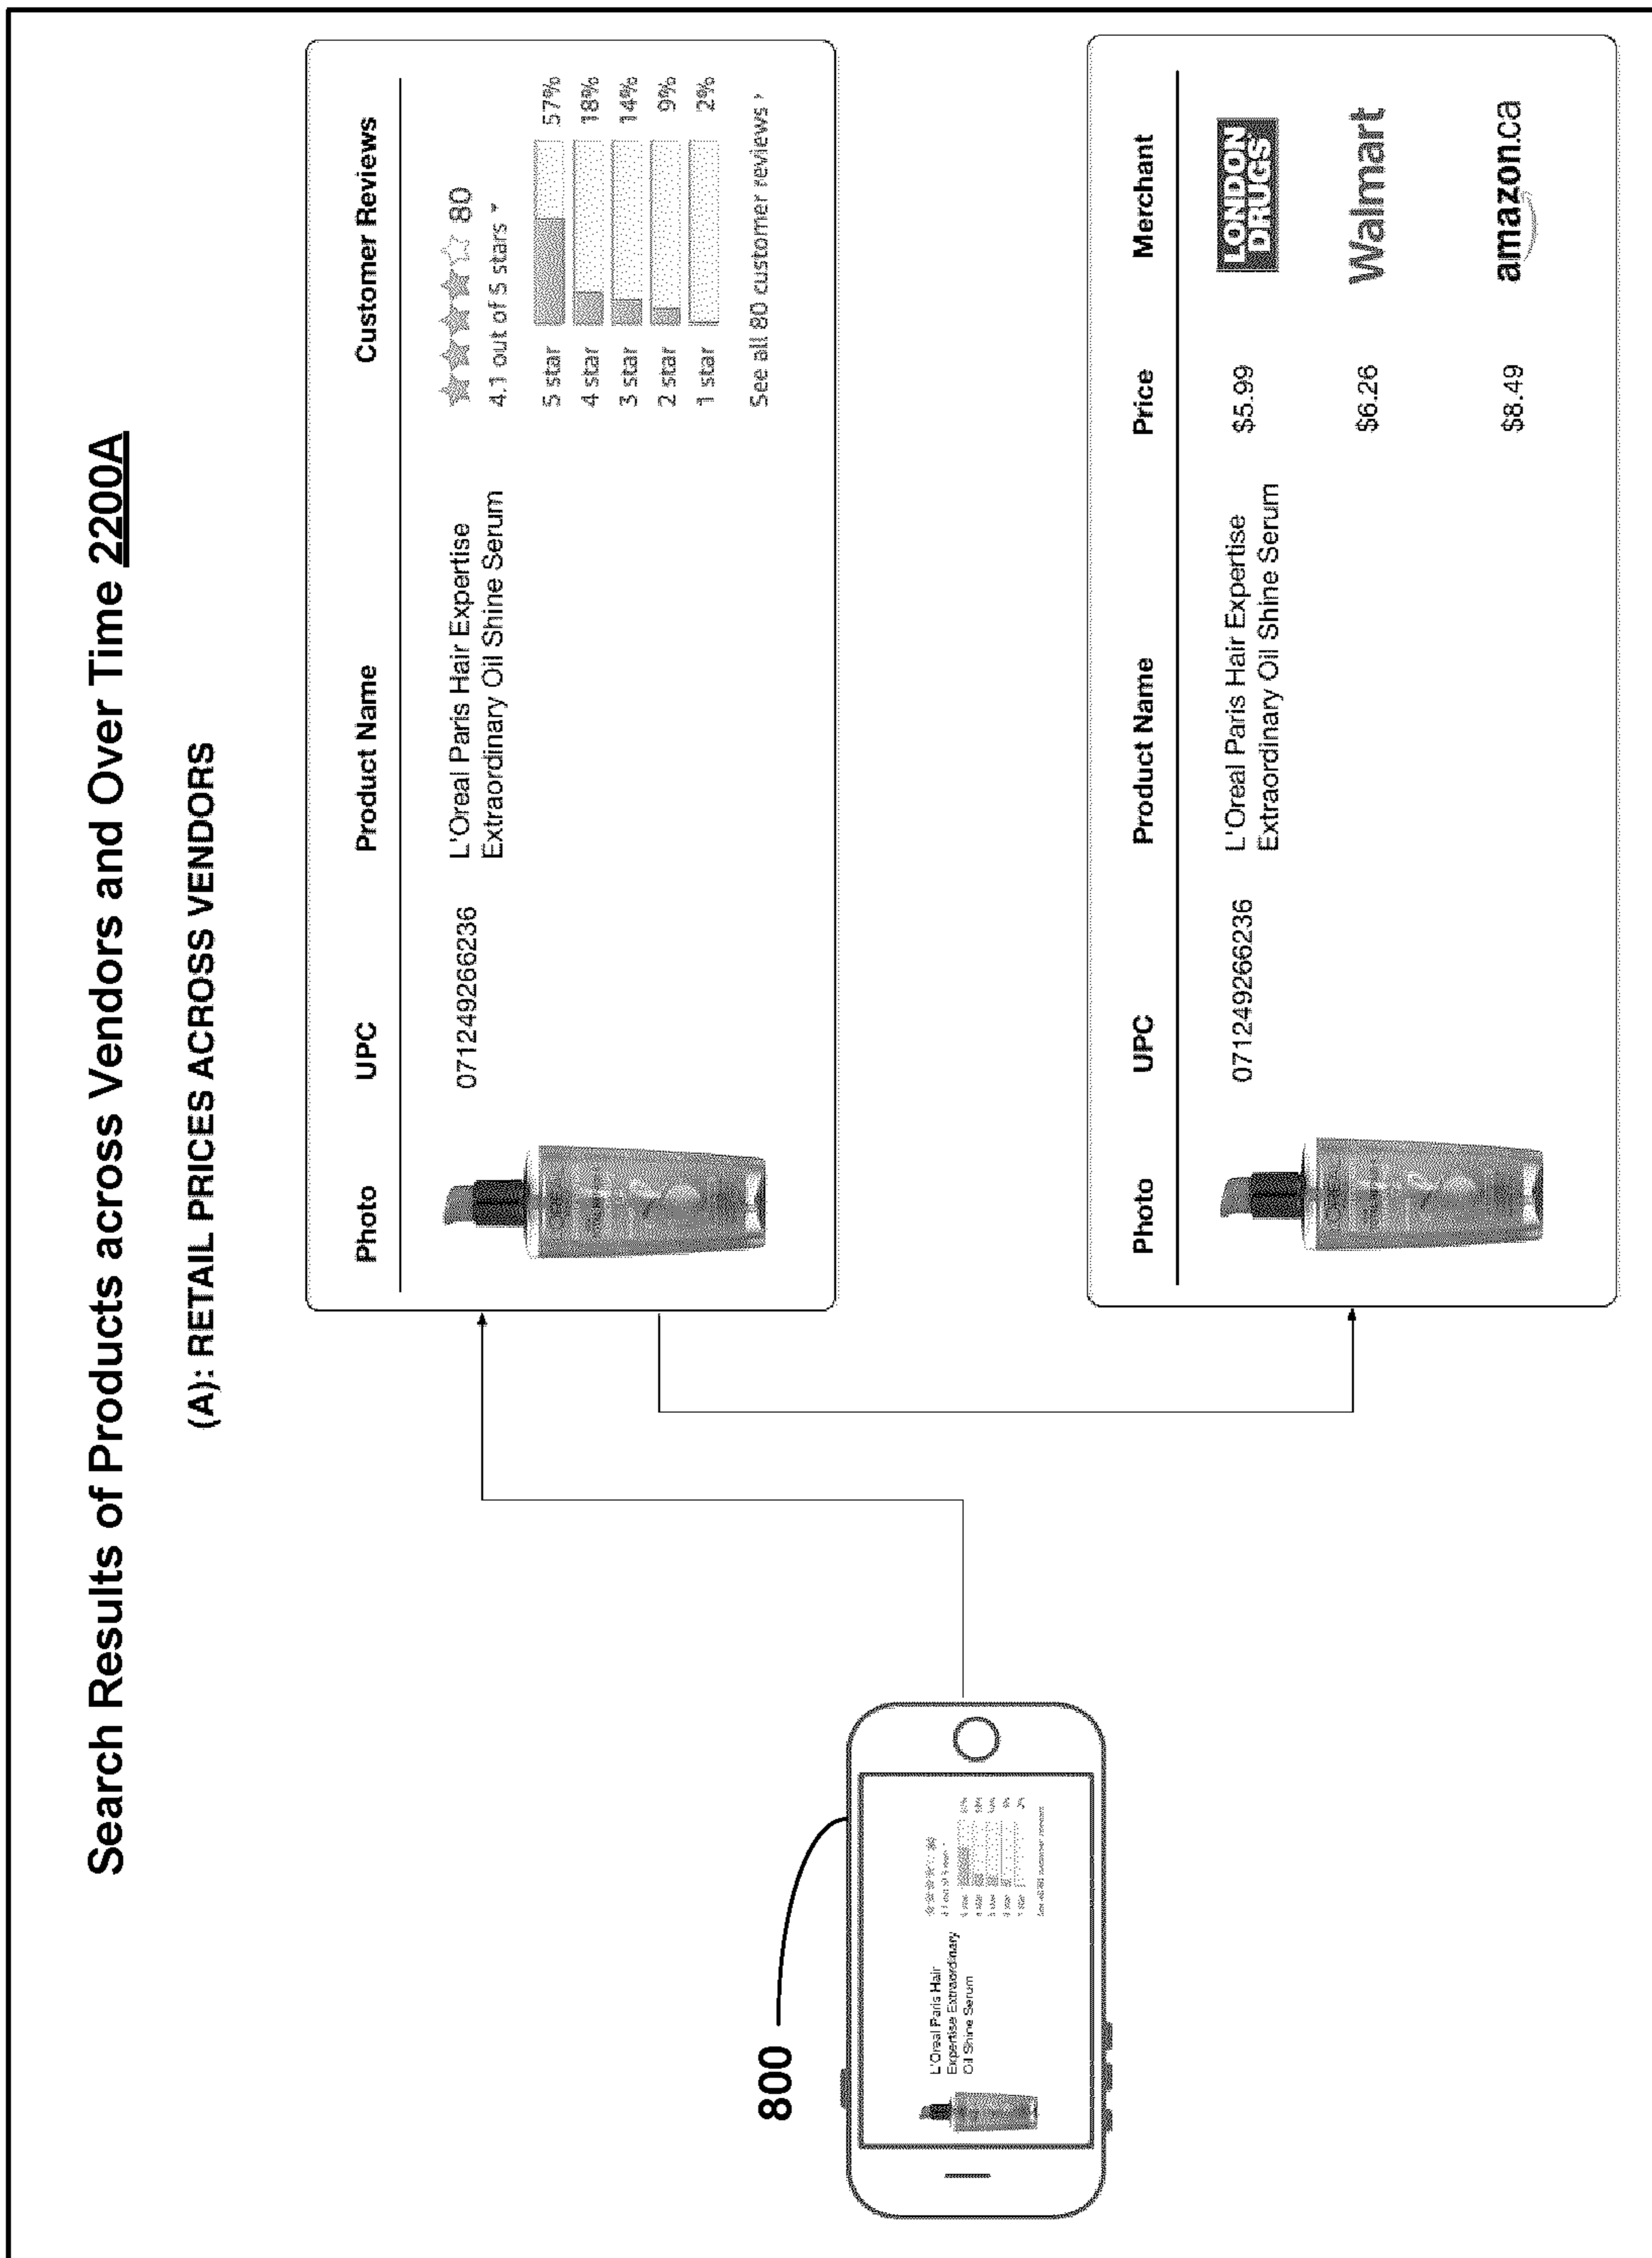 Search Results of Products across Vendors and Over Time 2200A
(A): RETAIL PRICES ACROSS VENDORS
Photo UPC Product Name Customer Reviews
071249266236 L'Oreal Paris Hair Expertise 80
Extraordinary Oil Shine Serum 4.1 out of 5 stars
5 star 57%
4 star 18%
3 star 14%
2 star 9%
1 star 2%
See all 80 customer reviews ›
800
L'Oreal Paris Hair
Expertise Extraordinary
Oil Shine Serum
Photo UPC Product Name Price Merchant
071249266236 L'Oreal Paris Hair Expertise $5.99 LONDON
Extraordinary Oil Shine Serum DRUGS
$6.26 Walmart
$8.49 amazon.ca